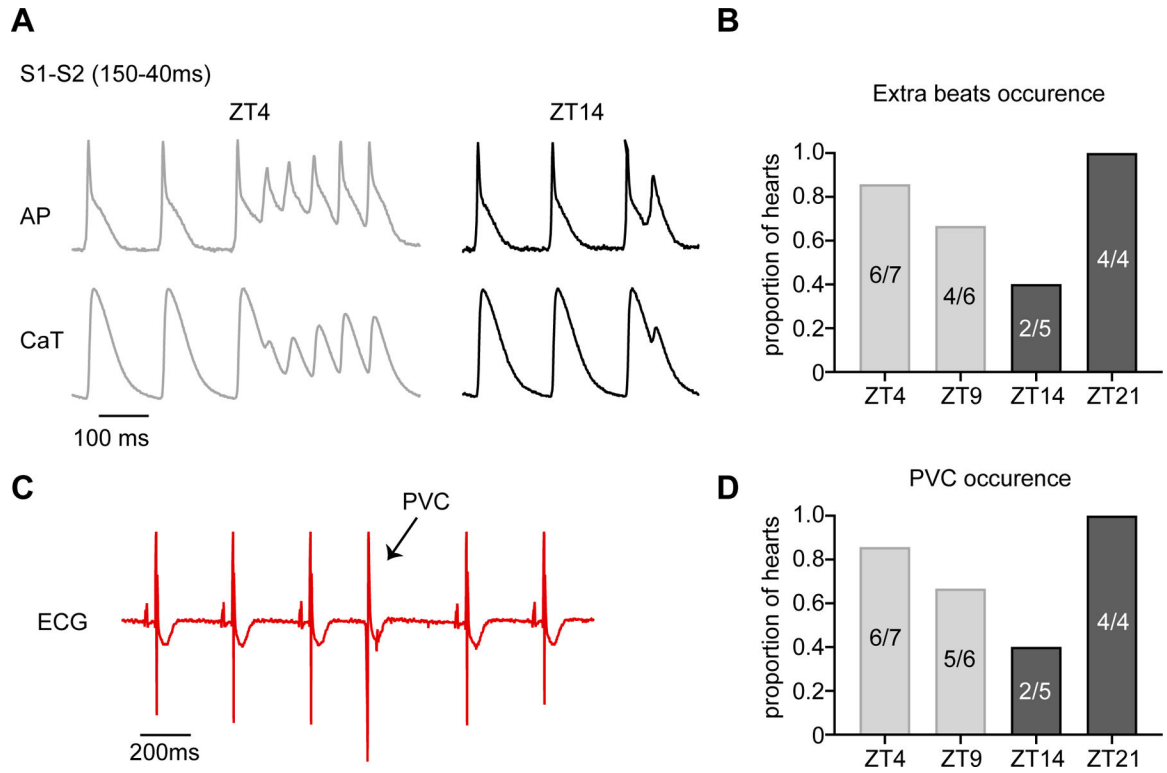 A
S1-S2 (150-40ms)
ZT4
ZT14
AP
CaT
100 ms
B
Extra beats occurence
proportion of hearts
1.0
0.8
0.6
0.4
0.2
0
6/7
4/6
2/5
4/4
ZT4 ZT9 ZT14 ZT21
C
PVC
ECG
200ms
D
PVC occurence
proportion of hearts
1.0
0.8
0.6
0.4
0.2
0
6/7
5/6
2/5
4/4
ZT4 ZT9 ZT14 ZT21